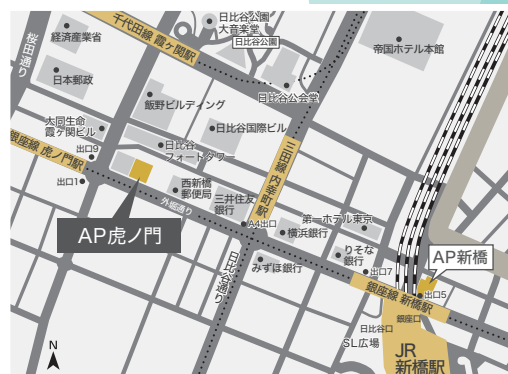 経済産業省
桜田通り
千代田線 霞ヶ関駅
日比谷公園
大音楽堂
日比谷公園
帝国ホテル本館
日本郵政
飯野ビルディング
日比谷公会堂
大同生命
霞ヶ関ビル
日比谷国際ビル
銀座線 虎ノ門駅
出口9
日比谷
フォートタワー
三田線 内幸町駅
出口1
西新橋
郵便局
三井住友
銀行
外堀通り
第一ホテル東京
A4出口
横浜銀行
AP虎ノ門
りそな
銀行
AP新橋
日比谷通り
みずほ銀行
出口7
銀座線 新橋駅
出口5
銀座口
日比谷口
SL広場
JR
新橋駅
N